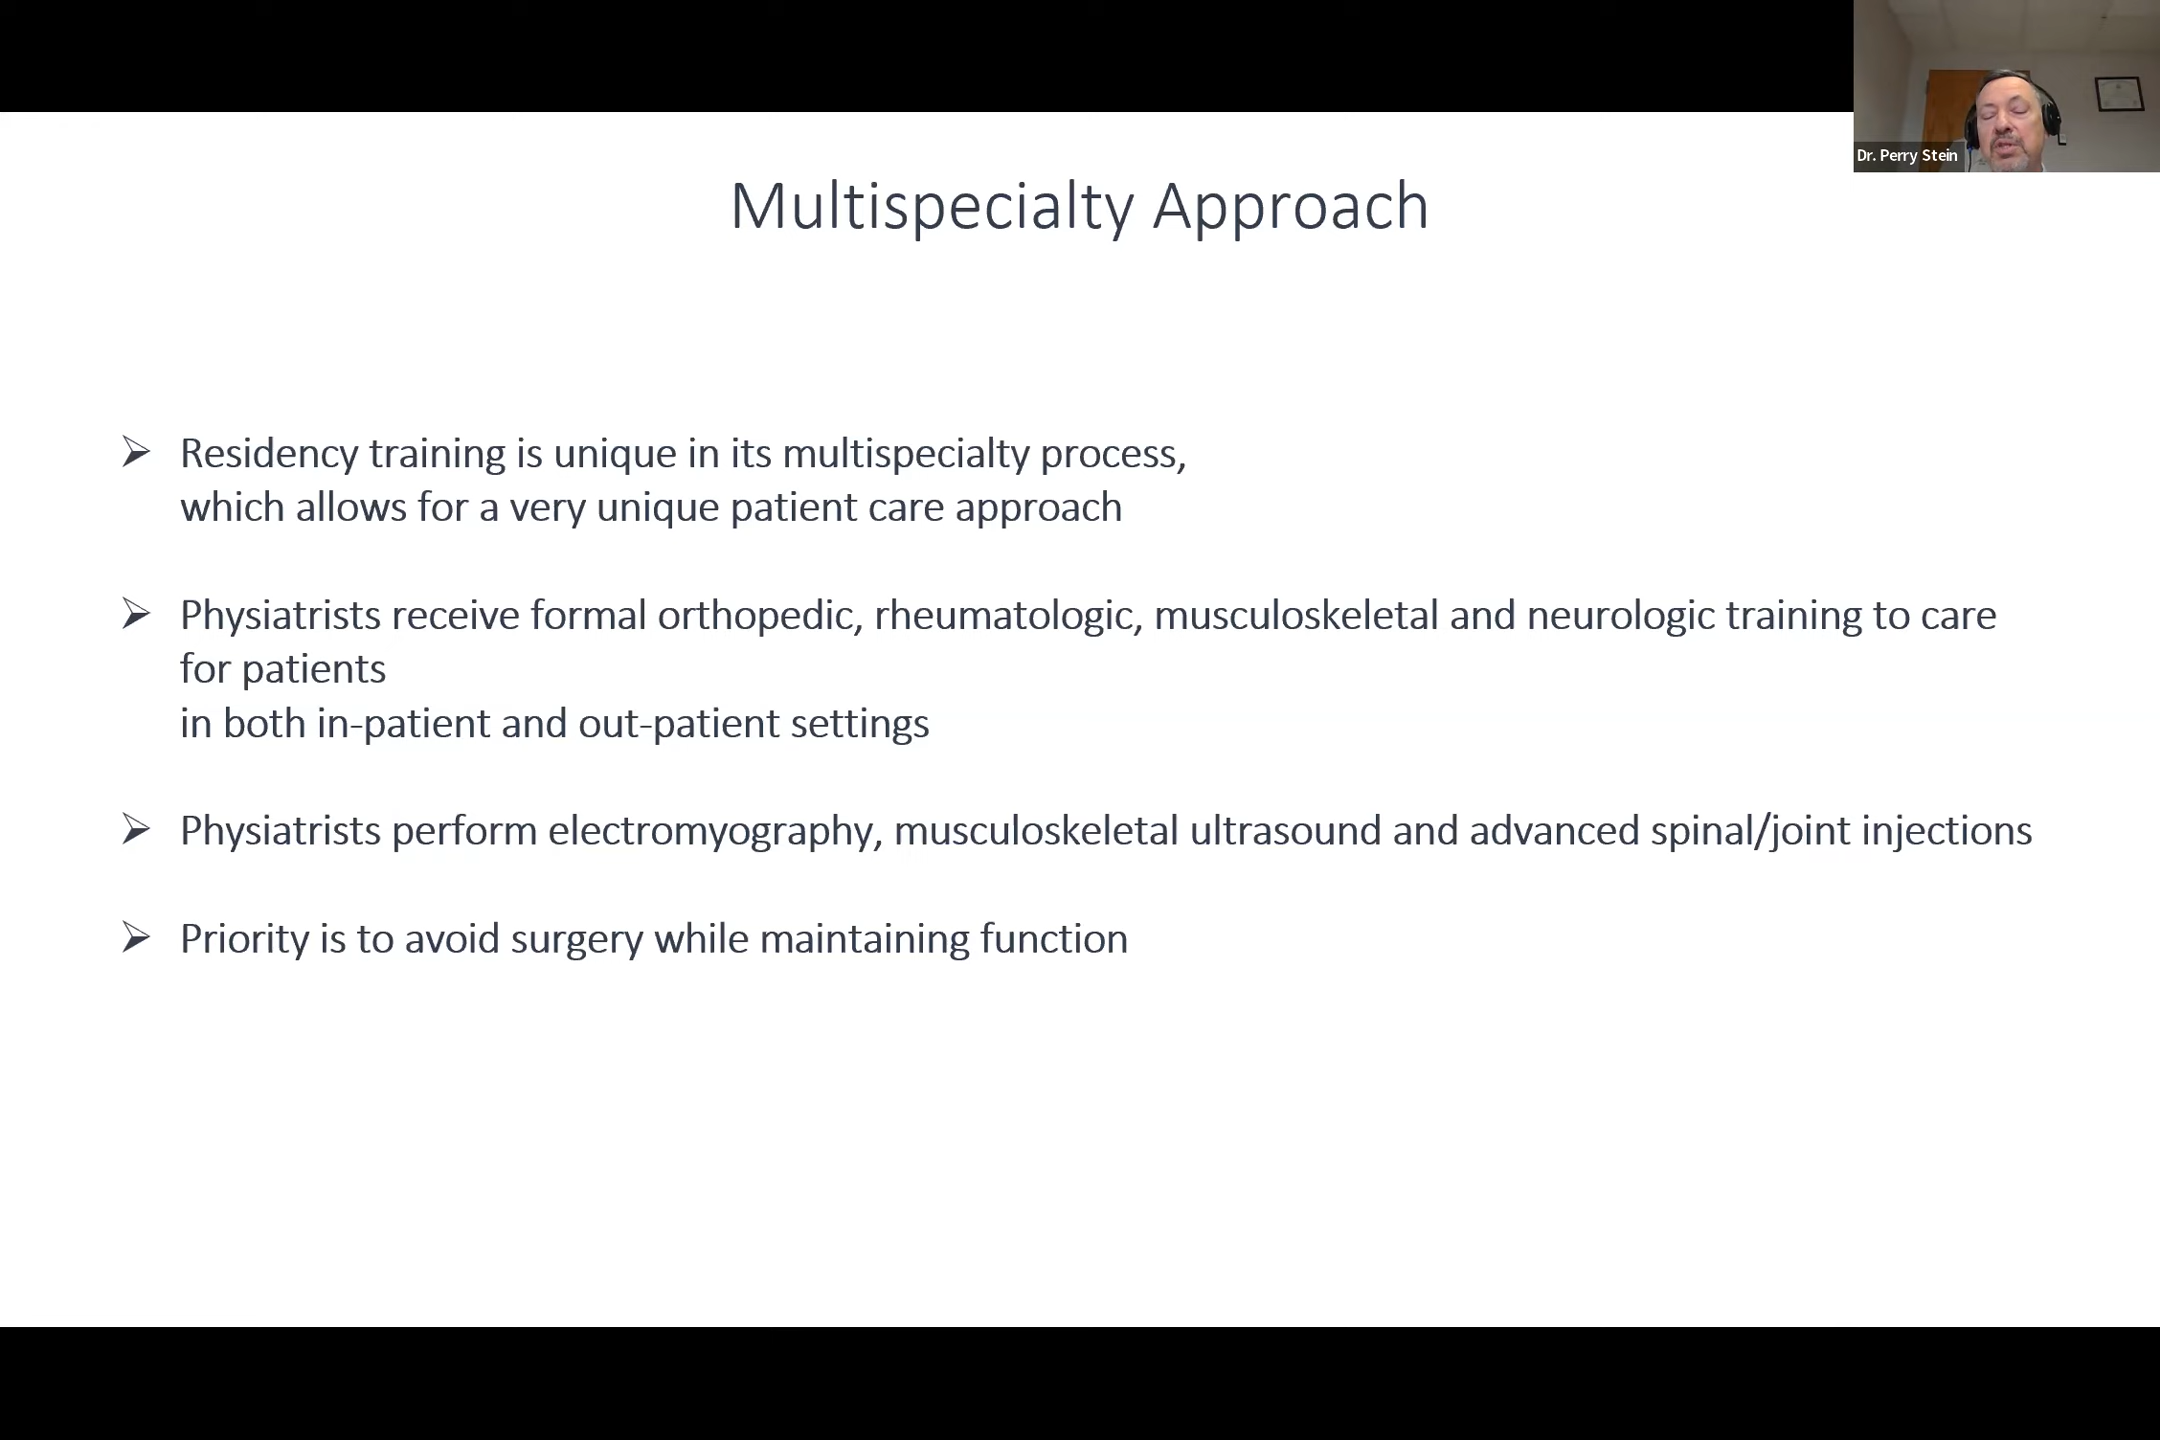 Dr. Perry Stein
Multispecialty Approach
Residency training is unique in its multispecialty process,
which allows for a very unique patient care approach
Physiatrists receive formal orthopedic, rheumatologic, musculoskeletal and neurologic training to care
for patients
in both in-patient and out-patient settings
Physiatrists perform electromyography, musculoskeletal ultrasound and advanced spinal/joint injections
Priority is to avoid surgery while maintaining function